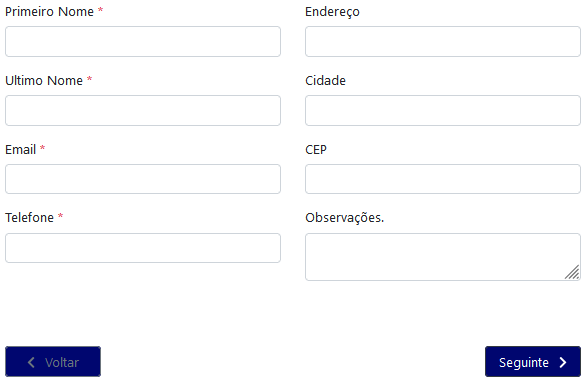 Primeiro Nome *
Endereço
Ultimo Nome *
Cidade
Email *
CEP
Telefone *
Observações.
Voltar
Seguinte